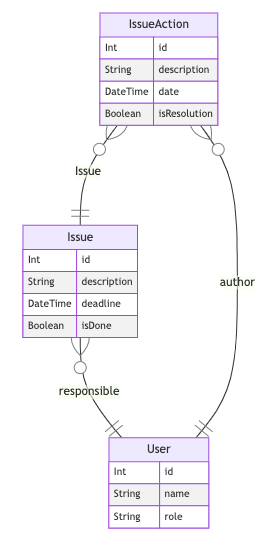 IssueAction
Int id
String description
DateTime date
Boolean isResolution
Issue
Issue
Int id
String description
DateTime deadline
Boolean isDone
author
responsible
User
Int id
String name
String role